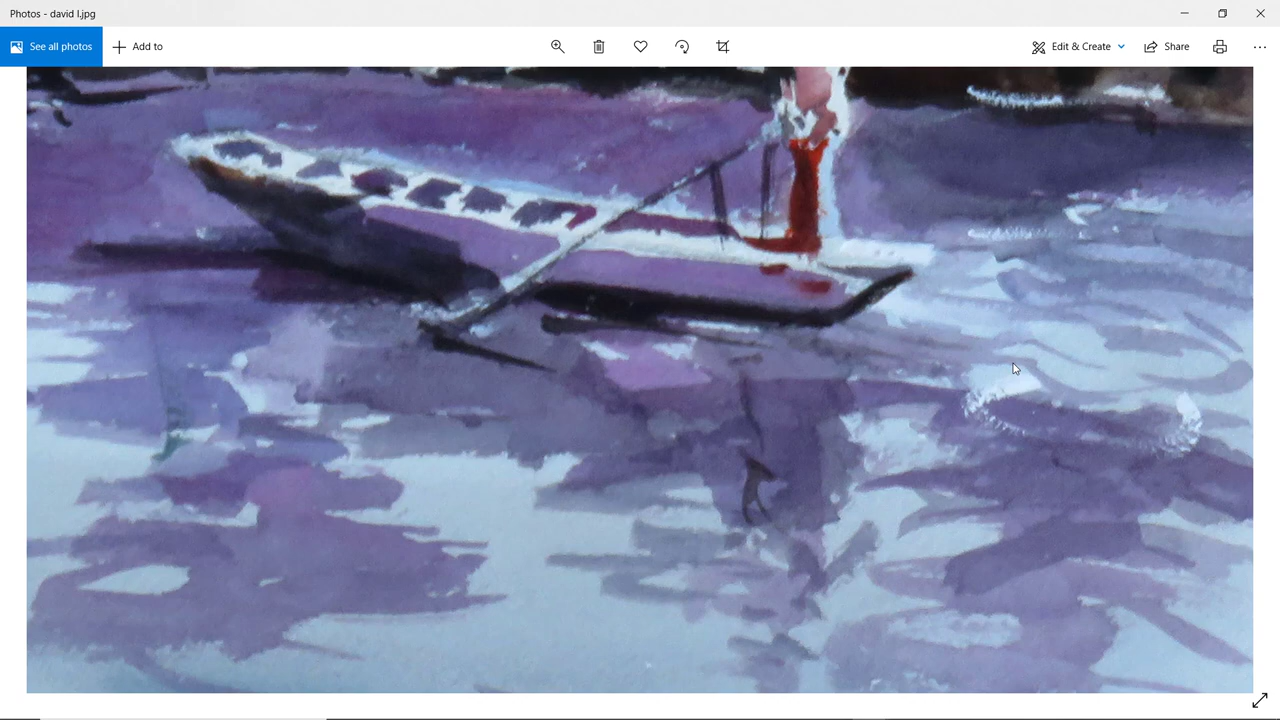 Photos - david l.jpg
See all photos
Add to
Edit & Create
Share